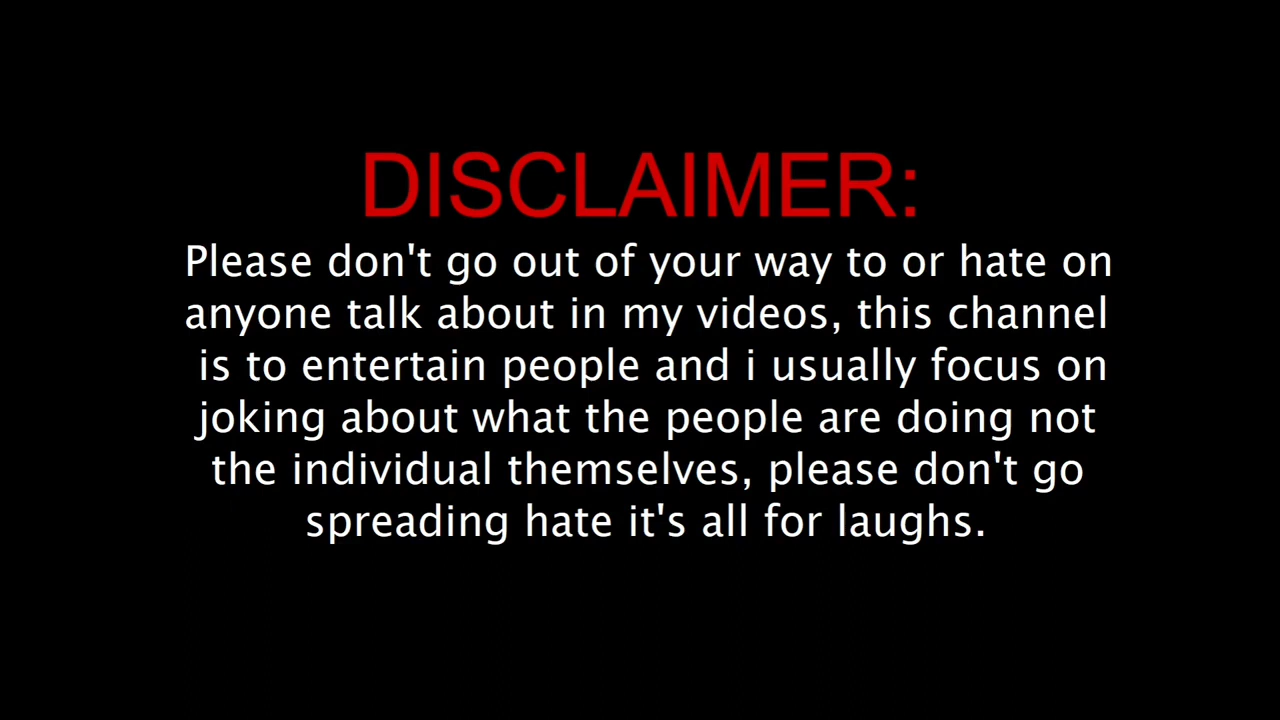 DISCLAIMER:
Please don't go out of your way to or hate on
anyone talk about in my videos, this channel
is to entertain people and i usually focus on
joking about what the people are doing not
the individual themselves, please don't go
spreading hate it's all for laughs.